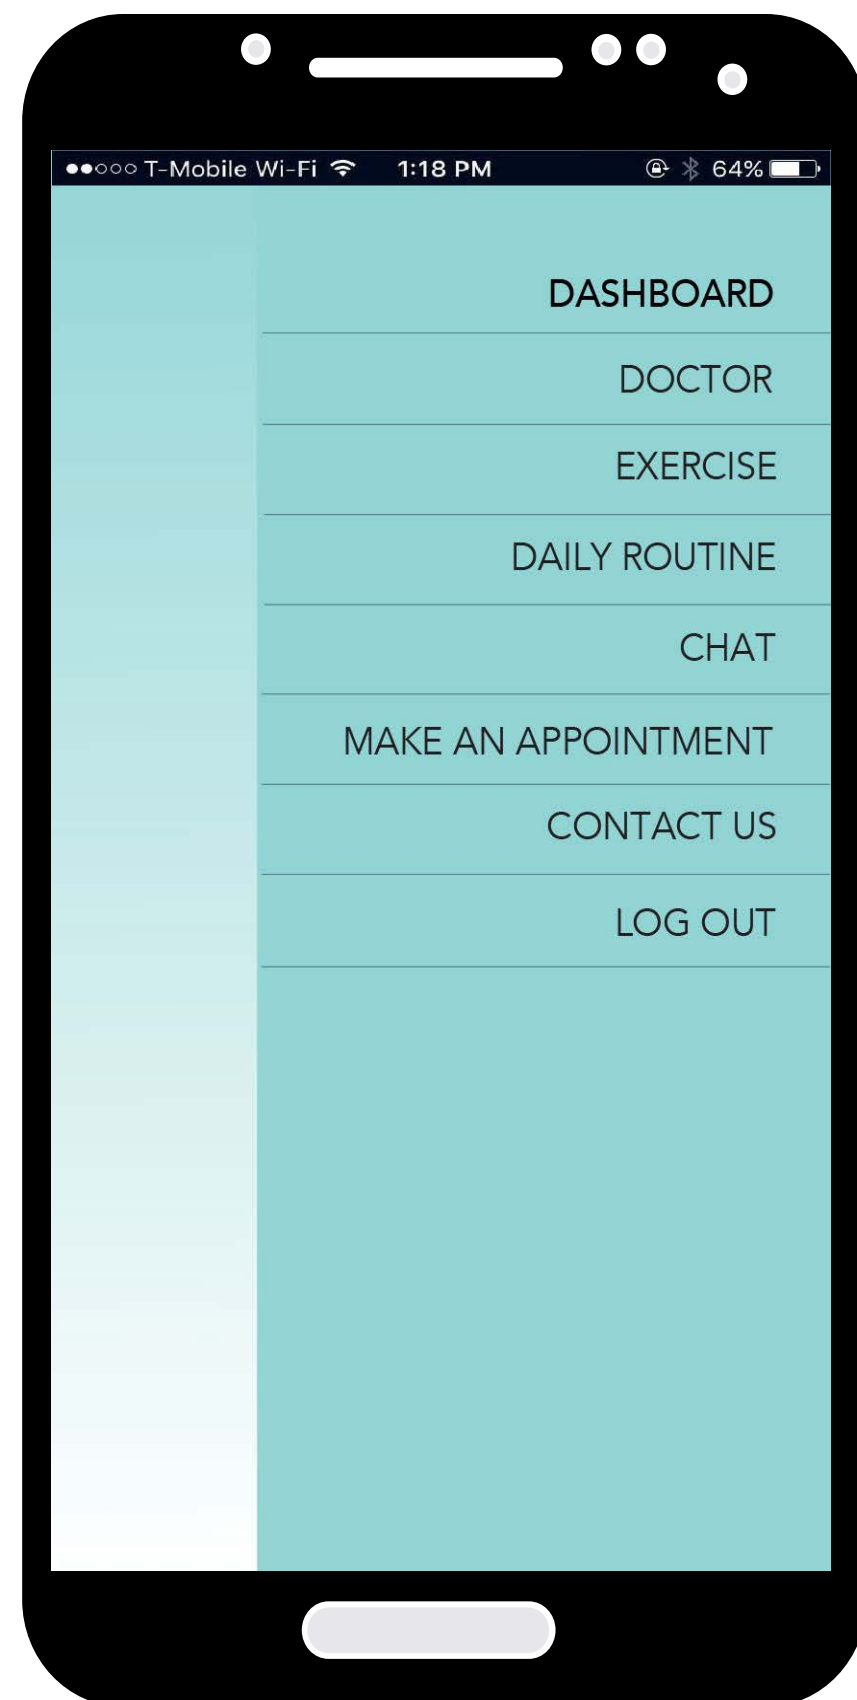 T-Mobile Wi-Fi 1:18 PM 64%
DASHBOARD
DOCTOR
EXERCISE
DAILY ROUTINE
CHAT
MAKE AN APPOINTMENT
CONTACT US
LOG OUT